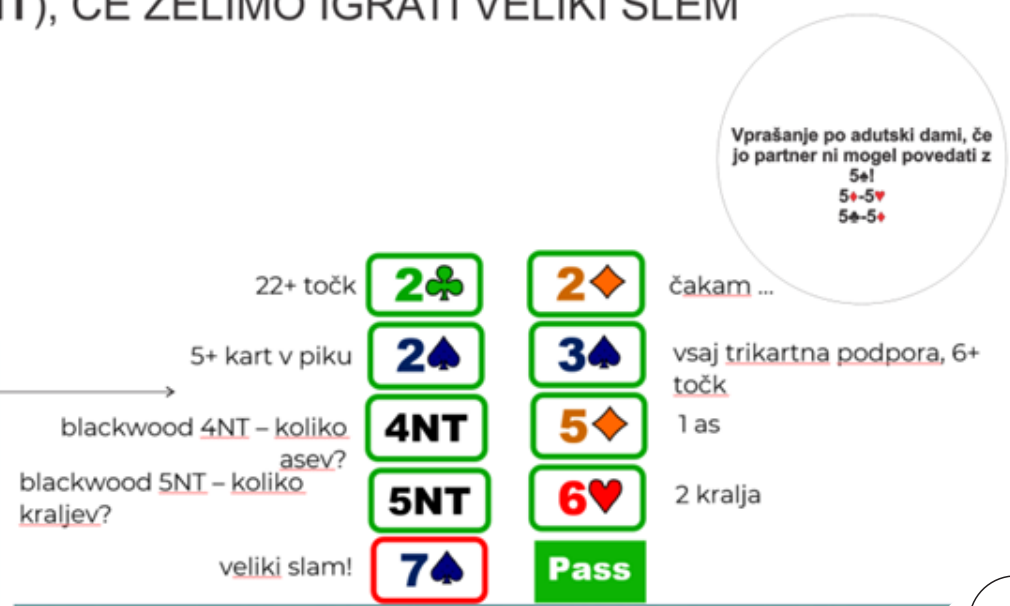 NT), ČE ŽELIMO IGRATI VELIKI SLEM
Vprašanje po adutski dami, če
jo partner ni mogel povedati z
5♠!
5♦-5♥
5♣-5♦
22+ točk 2♣ 2♦ čakam ...
5+ kart v piku 2♠ 3♠ vsaj trikartna podpora, 6+
točk
blackwood 4NT – koliko
asev?
4NT 5♦ 1 as
blackwood 5NT – koliko
kraljev?
5NT 6♥ 2 kralja
veliki slam! 7♠ Pass